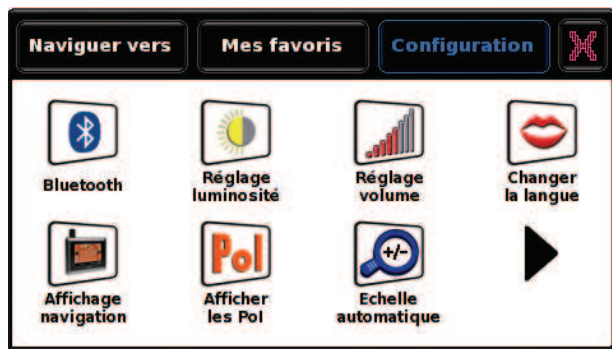 Naviguer vers Mes favoris Configuration
Bluetooth
Réglage
luminosité
Réglage
volume
Changer
la langue
Affichage
navigation
PoI
Afficher
les PoI
+/-
Echelle
automatique